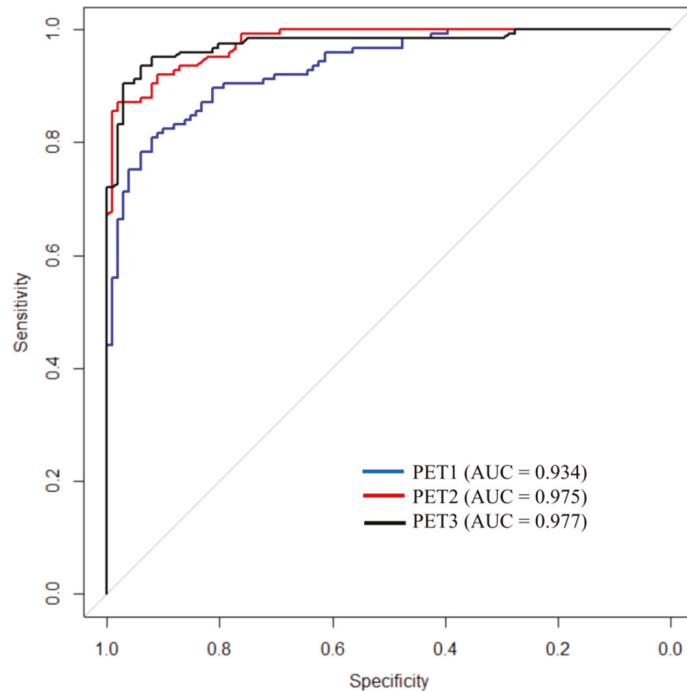 1.0
0.8
0.6
0.4
0.2
0.0
Sensitivity
PET1 (AUC = 0.934)
PET2 (AUC = 0.975)
PET3 (AUC = 0.977)
1.0 0.8 0.6 0.4 0.2 0.0
Specificity